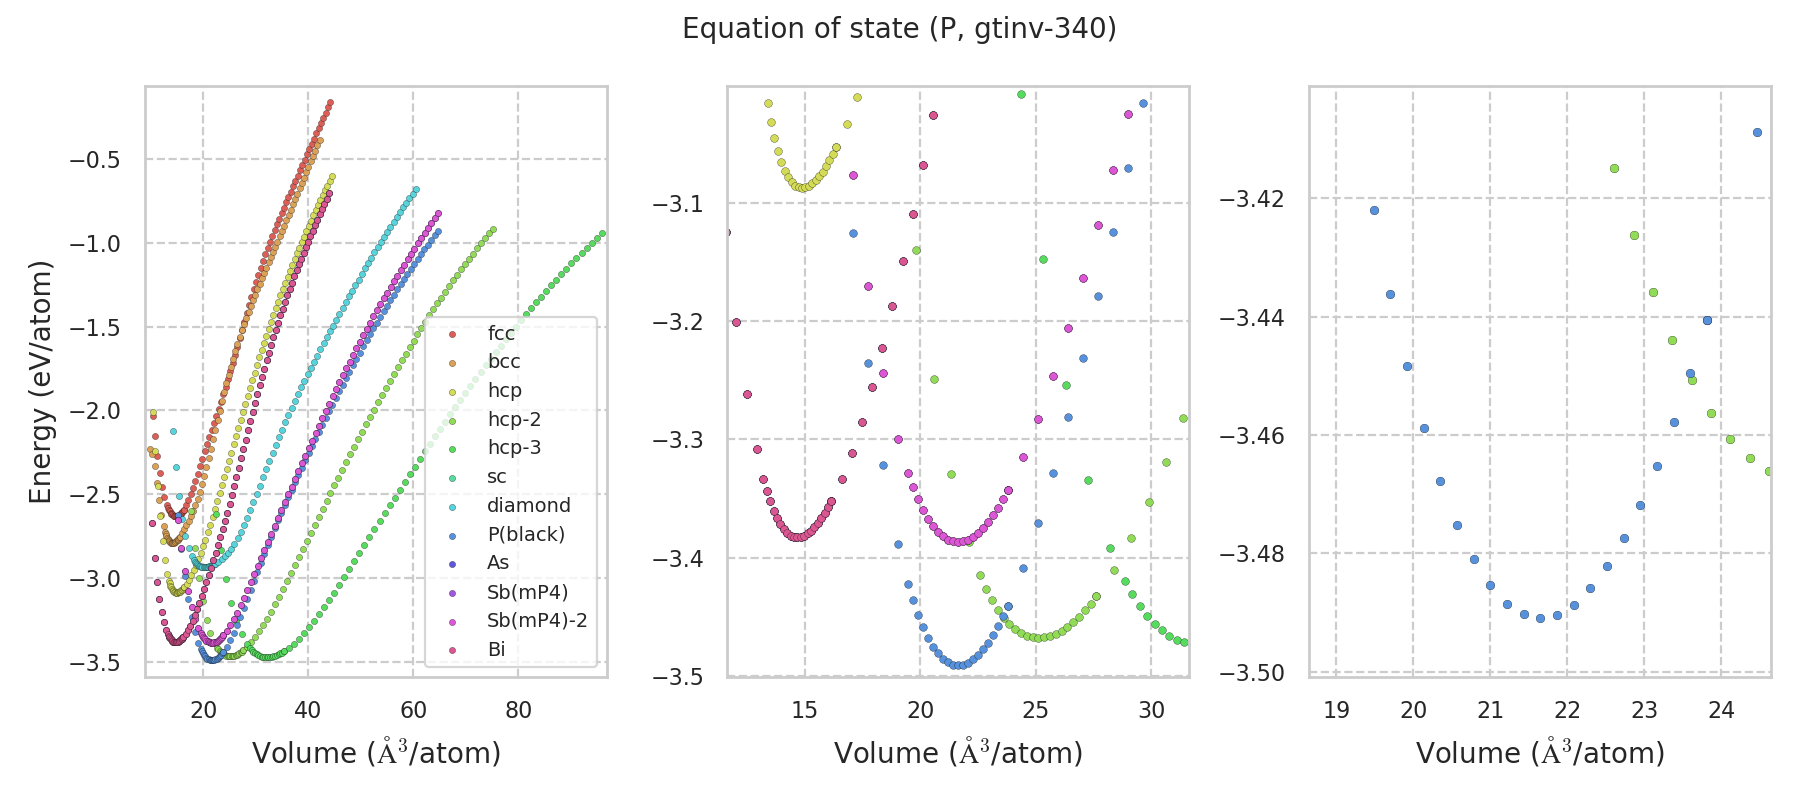 Equation of state (P, gtinv-340)
Energy (eV/atom)
−0.5
−1.0
−1.5
−2.0
−2.5
−3.0
−3.5
20 40 60 80
Volume (Å³/atom)
fcc
bcc
hcp
hcp-2
hcp-3
sc
diamond
P(black)
As
Sb(mP4)
Sb(mP4)-2
Bi
−3.1
−3.2
−3.3
−3.4
−3.5
15 20 25 30
Volume (Å³/atom)
−3.42
−3.44
−3.46
−3.48
−3.50
19 20 21 22 23 24
Volume (Å³/atom)